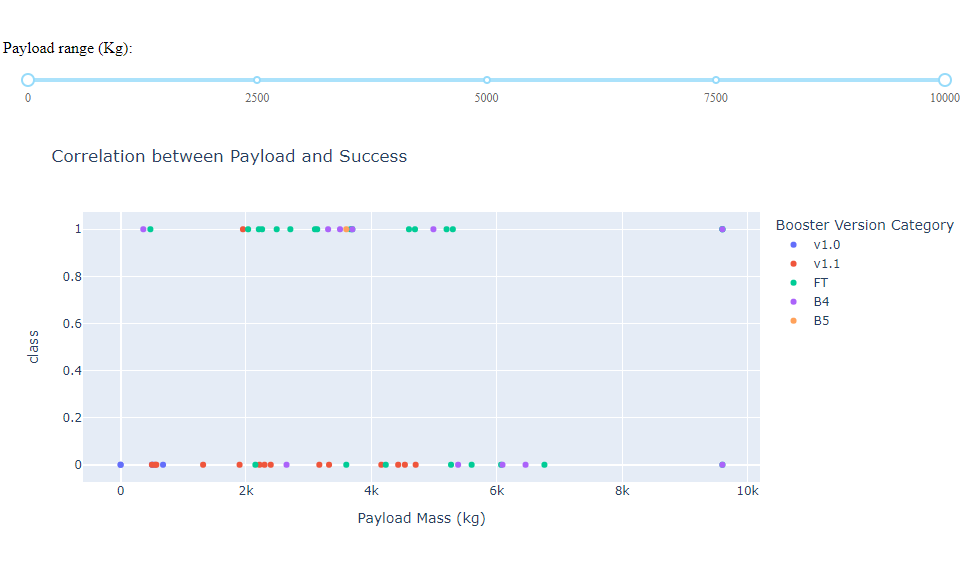 Payload range (Kg):
0 2500 5000 7500 10000
Correlation between Payload and Success
Booster Version Category
v1.0
v1.1
FT
B4
B5
class
1
0.8
0.6
0.4
0.2
0
0 2k 4k 6k 8k 10k
Payload Mass (kg)